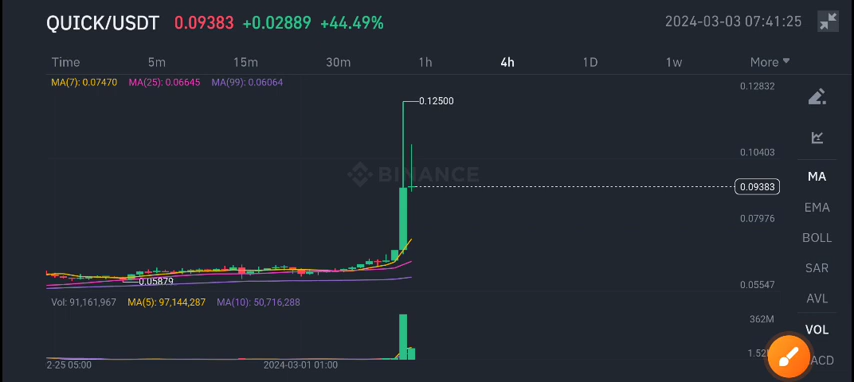 QUICK/USDT 0.09383 +0.02889 +44.49% 2024-03-03 07:41:25
Time 5m 15m 30m 1h 4h 1D 1w More
MA(7): 0.07470 MA(25): 0.06645 MA(99): 0.06064
0.12832
0.12500
0.10403
BINANCE
0.09383
0.07976
0.05879
0.05547
Vol: 91,161,967 MA(5): 97,144,287 MA(10): 50,716,288
362M
1.52
2-25 05:00 2024-03-01 01:00
MA
EMA
BOLL
SAR
AVL
VOL
ACD